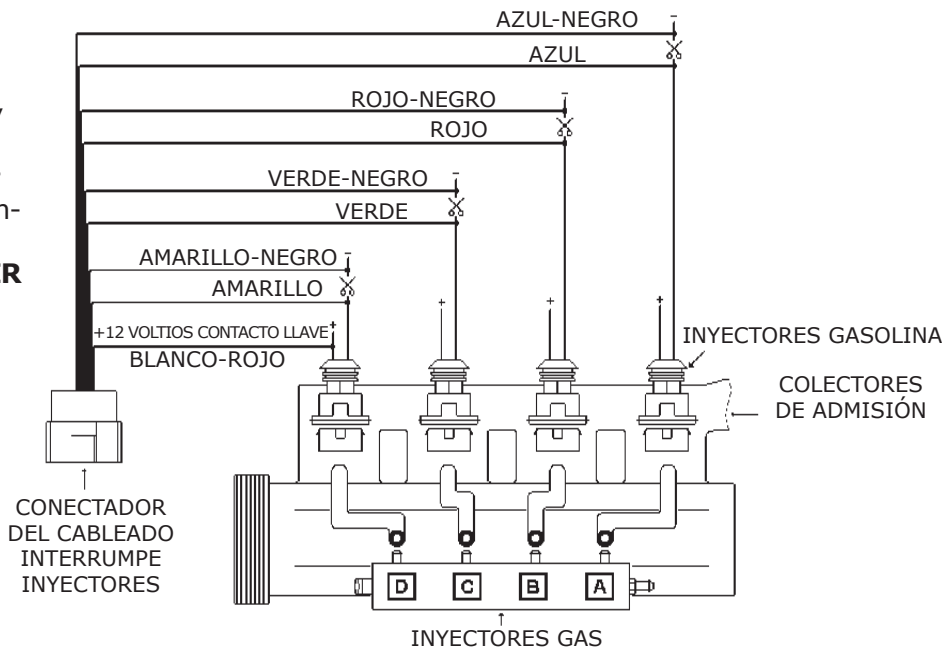 AZUL-NEGRO
AZUL
ROJO-NEGRO
ROJO
VERDE-NEGRO
VERDE
AMARILLO-NEGRO
AMARILLO
+12 VOLTIOS CONTACTO LLAVE
BLANCO-ROJO
n-
ER
INYECTORES GASOLINA
COLECTORES
DE ADMISIÓN
CONECTADOR
DEL CABLEADO
INTERRUMPE
INYECTORES
D C B A
INYECTORES GAS